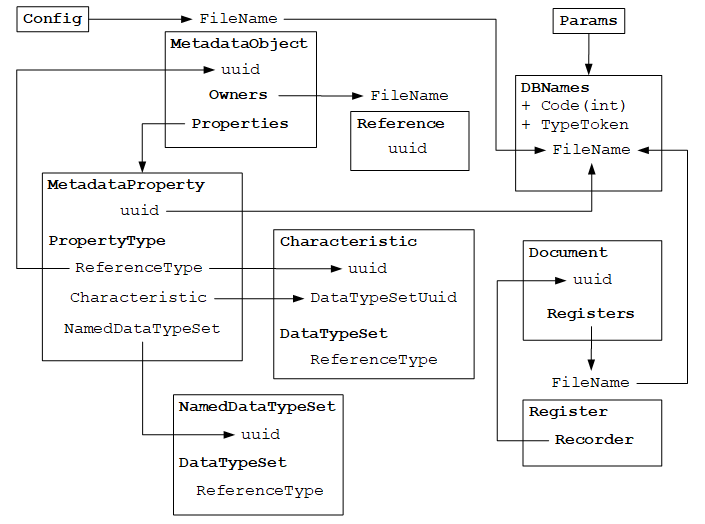 Config
FileName
Params
MetadataObject
uuid
Owners
FileName
Properties
Reference
uuid
DBNames
+ Code(int)
+ TypeToken
FileName
MetadataProperty
uuid
PropertyType
ReferenceType
Characteristic
NamedDataTypeSet
Characteristic
uuid
DataTypeSetUuid
DataTypeSet
ReferenceType
Document
uuid
Registers
FileName
Register
Recorder
NamedDataTypeSet
uuid
DataTypeSet
ReferenceType